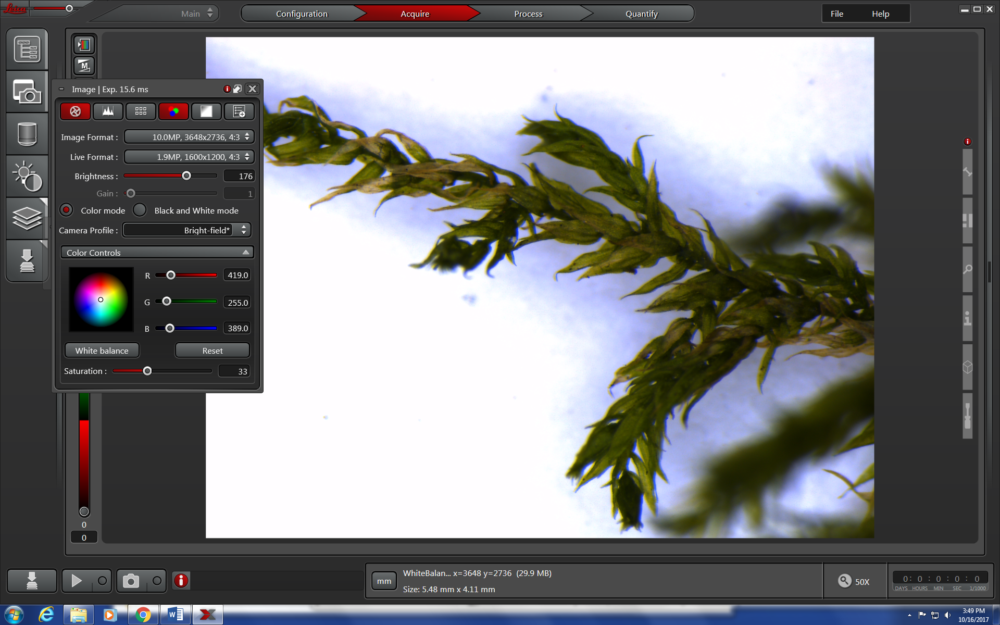 Leica
Main
Configuration
Acquire
Process
Quantify
File
Help
M
Image | Exp. 15.6 ms
Image Format :
10.0MP, 3648x2736, 4:3
Live Format :
1.9MP, 1600x1200, 4:3
Brightness :
176
Gain :
1
Color mode
Black and White mode
Camera Profile :
Bright-field*
Color Controls
R
419.0
G
255.0
B
389.0
White balance
Reset
Saturation :
33
0
0
mm
WhiteBalan... x=3648 y=2736 (29.9 MB)
Size: 5.48 mm x 4.11 mm
50X
0: 0 : 0 : 0 : 0
DAYS HOURS MIN SEC 1/1000
3:49 PM
10/16/2017